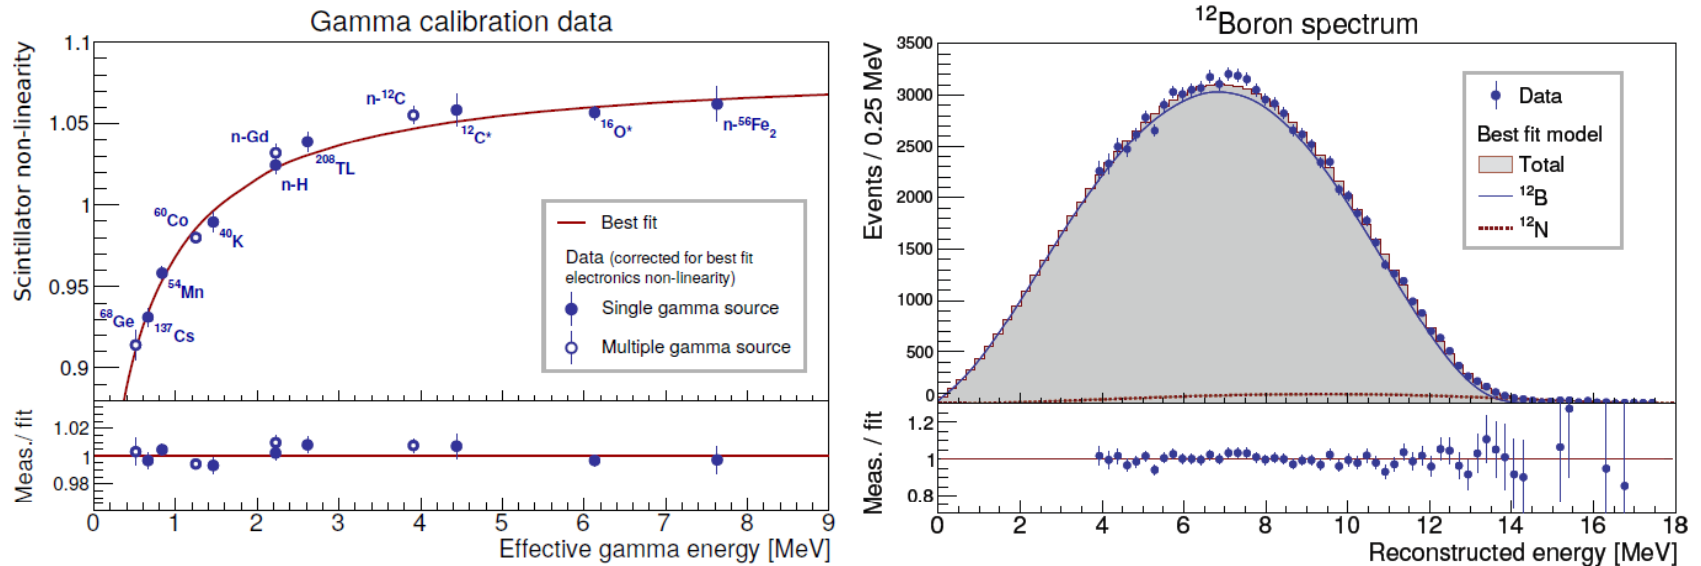 Gamma calibration data
Scintillator non-linearity
1.1
1.05
1
0.95
0.9
n-¹²C
n-Gd
¹²C*
¹⁶O*
n-⁵⁶Fe₂
²⁰⁸TL
n-H
⁶⁰Co
⁴⁰K
⁵⁴Mn
⁶⁸Ge
¹³⁷Cs
Best fit
Data (corrected for best fit
electronics non-linearity)
Single gamma source
Multiple gamma source
Meas./ fit
1.02
1
0.98
0 1 2 3 4 5 6 7 8 9
Effective gamma energy [MeV]
¹²Boron spectrum
Events / 0.25 MeV
3500
3000
2500
2000
1500
1000
500
0
Data
Best fit model
Total
¹²B
¹²N
Meas. / fit
1.2
1
0.8
0 2 4 6 8 10 12 14 16 18
Reconstructed energy [MeV]